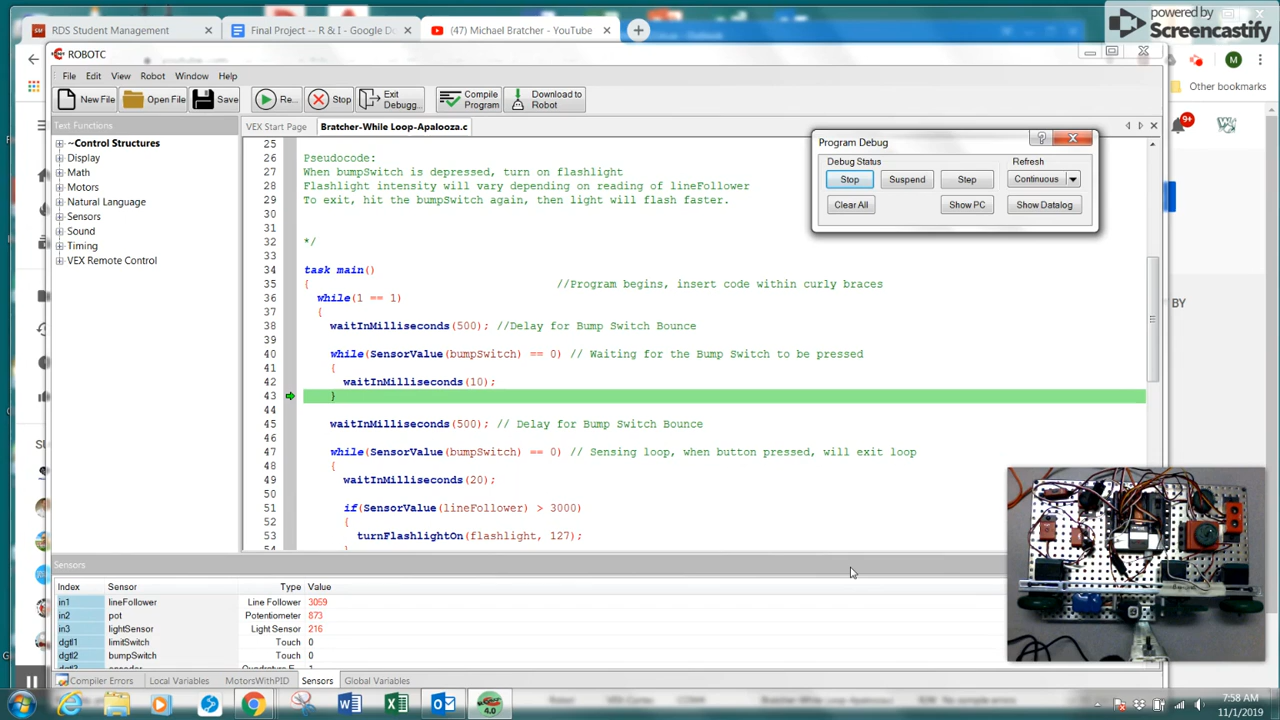 powered by
Screencastify
RDS Student Management
Final Project -- R & I - Google D
(47) Michael Bratcher - YouTube
ROBOTC
M
Other bookmarks
File Edit View Robot Window Help
New File Open File Save Re... Stop Exit Debugg... Compile Program Download to Robot
Text Functions
VEX Start Page Bratcher-While Loop-Apalooza.c
~Control Structures
Display
Math
Motors
Natural Language
Sensors
Sound
Timing
VEX Remote Control
Program Debug
Debug Status Refresh
Stop Suspend Step Continuous
Clear All Show PC Show Datalog
9+
BY
25
26 Pseudocode:
27 When bumpSwitch is depressed, turn on flashlight
28 Flashlight intensity will vary depending on reading of lineFollower
29 To exit, hit the bumpSwitch again, then light will flash faster.
30
31
32 */
33
34 task main()
35 { //Program begins, insert code within curly braces
36 while(1 == 1)
37 {
38 waitInMilliseconds(500); //Delay for Bump Switch Bounce
39
40 while(SensorValue(bumpSwitch) == 0) // Waiting for the Bump Switch to be pressed
41 {
42 waitInMilliseconds(10);
43 }
44
45 waitInMilliseconds(500); // Delay for Bump Switch Bounce
46
47 while(SensorValue(bumpSwitch) == 0) // Sensing loop, when button pressed, will exit loop
48 {
49 waitInMilliseconds(20);
50
51 if(SensorValue(lineFollower) > 3000)
52 {
53 turnFlashlightOn(flashlight, 127);
54 }
Sensors
Index Sensor Type Value
in1 lineFollower Line Follower 3059
in2 pot Potentiometer 873
in3 lightSensor Light Sensor 216
dgtl1 limitSwitch Touch 0
dgtl2 bumpSwitch Touch 0
Compiler Errors Local Variables MotorsWithPID Sensors Global Variables
4.0
7:58 AM
11/1/2019